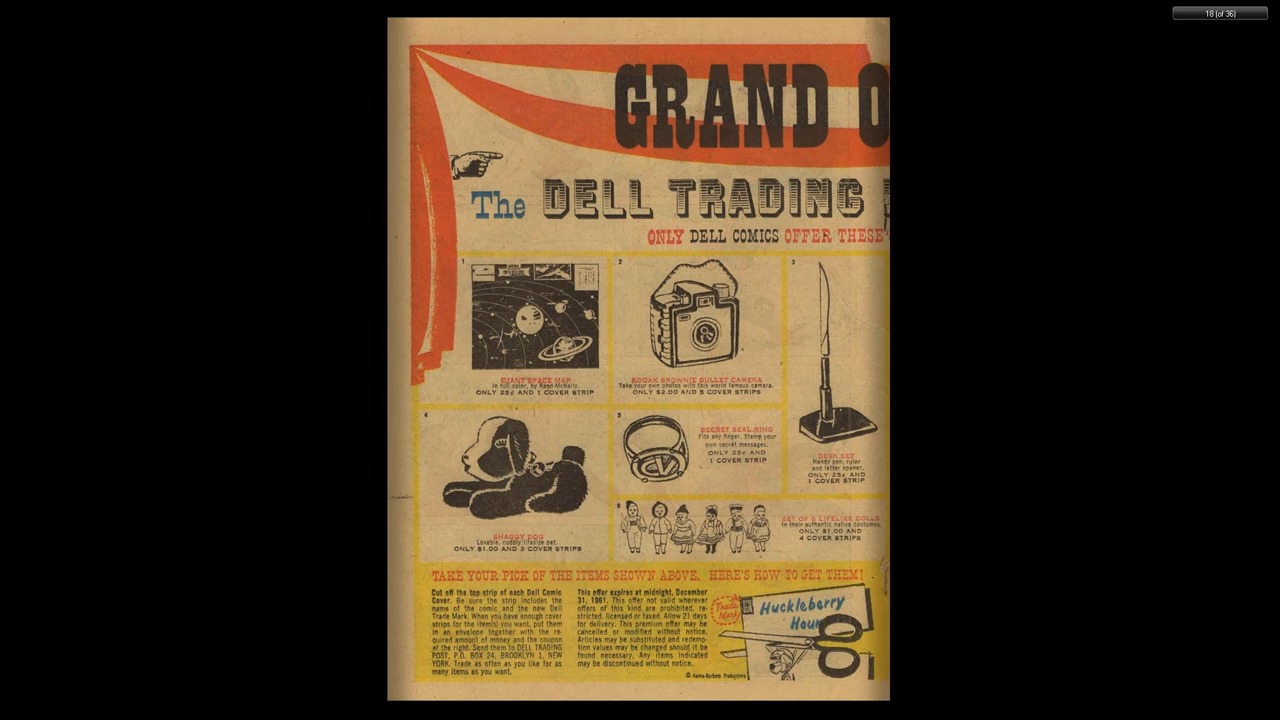 18 (of 36)
GRAND O
The DELL TRADING
ONLY DELL COMICS OFFER THESE
1
GIANT SPACE MAP
In full color, by Rand McNally.
ONLY 25¢ AND 1 COVER STRIP
2
KODAK BROWNIE BULLET CAMERA
Take your own photos with this world famous camera.
ONLY $2.00 AND 5 COVER STRIPS
3
DESK SET
Handy pen, ruler
and letter opener.
ONLY 25¢ AND
1 COVER STRIP
4
SHAGGY DOG
Lovable, cuddly lifesize pet.
ONLY $1.00 AND 3 COVER STRIPS
5
SECRET SEAL RING
Fits any finger. Stamp your
own secret messages.
ONLY 25¢ AND
1 COVER STRIP
6
SET OF 6 LIFELIKE DOLLS
In their authentic native costumes.
ONLY $1.00 AND
4 COVER STRIPS
TAKE YOUR PICK OF THE ITEMS SHOWN ABOVE. HERE'S HOW TO GET THEM!
Cut off the top strip of each Dell Comic
Cover. Be sure the strip includes the
name of the comic and the new Dell
Trade Mark. When you have enough cover
strips for the item(s) you want, put them
in an envelope together with the re-
quired amount of money and the coupon
at the right. Send them to DELL TRADING
POST, P.O. BOX 24, BROOKLYN 1, NEW
YORK. Trade as often as you like for as
many items as you want.
This offer expires at midnight, December
31, 1961. This offer not valid wherever
offers of this kind are prohibited, re-
stricted, licensed or taxed. Allow 21 days
for delivery. This premium offer may be
cancelled or modified without notice.
Articles may be substituted and redemp-
tion values may be changed should it be
found necessary. Any items indicated
may be discontinued without notice.
Trade
Mark
Huckleberry
Houn
© Hanna-Barbera Productions